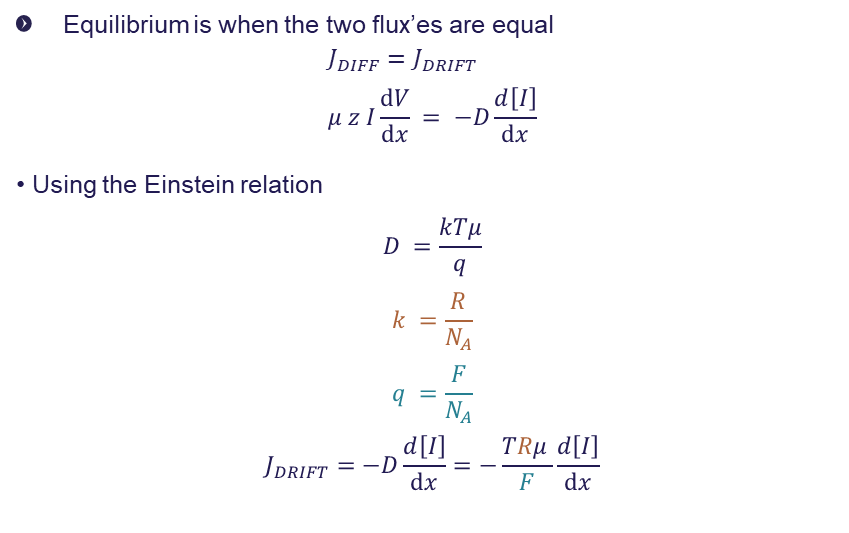 Equilibrium is when the two flux'es are equal
J_DIFF = J_DRIFT
μ z I dV/dx = −D d[I]/dx
• Using the Einstein relation
D = kTμ/q
k = R/N_A
q = F/N_A
J_DRIFT = −D d[I]/dx = − TRμ/F d[I]/dx